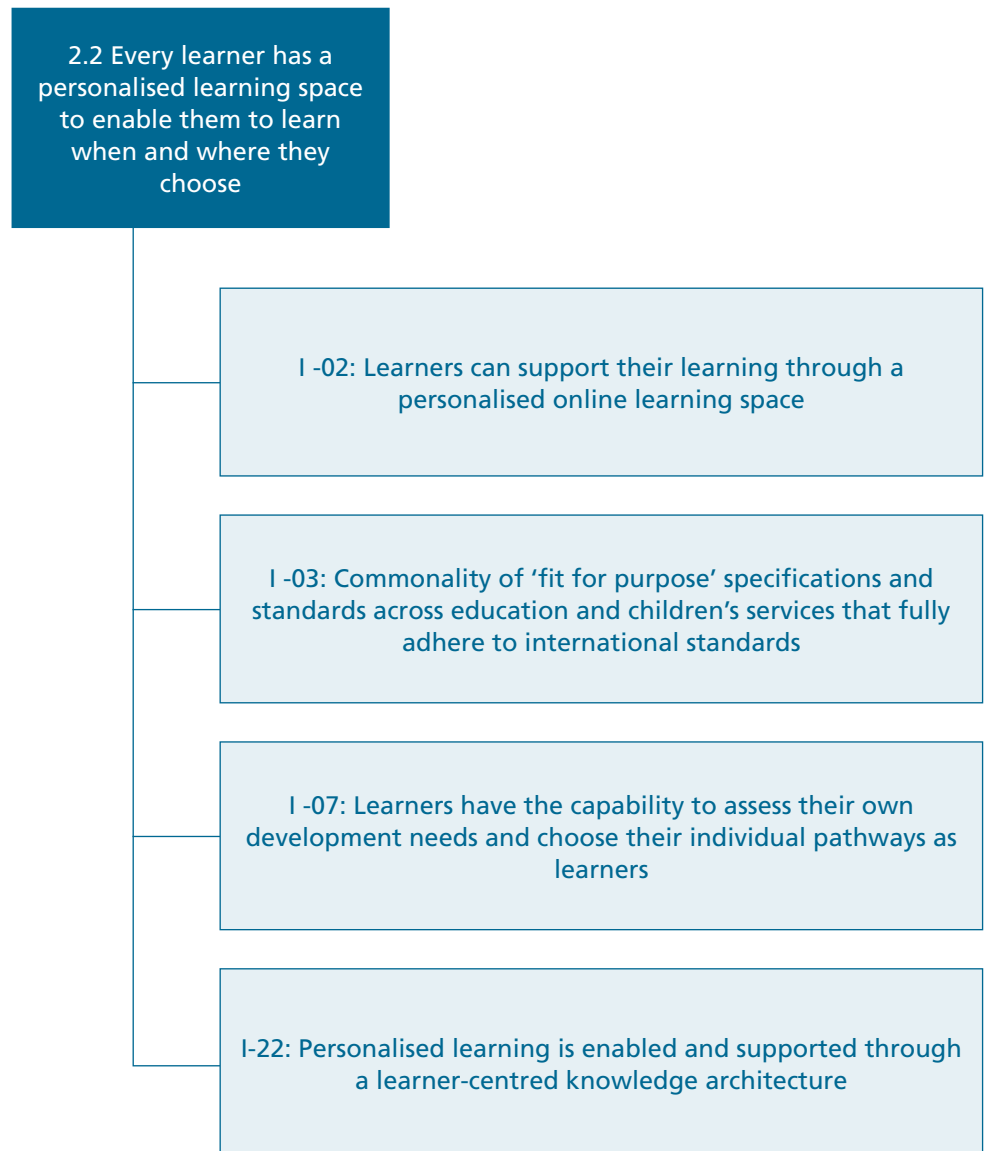 2.2 Every learner has a
personalised learning space
to enable them to learn
when and where they
choose
I -02: Learners can support their learning through a
personalised online learning space
I -03: Commonality of ‘fit for purpose’ specifications and
standards across education and children’s services that fully
adhere to international standards
I -07: Learners have the capability to assess their own
development needs and choose their individual pathways as
learners
I-22: Personalised learning is enabled and supported through
a learner-centred knowledge architecture